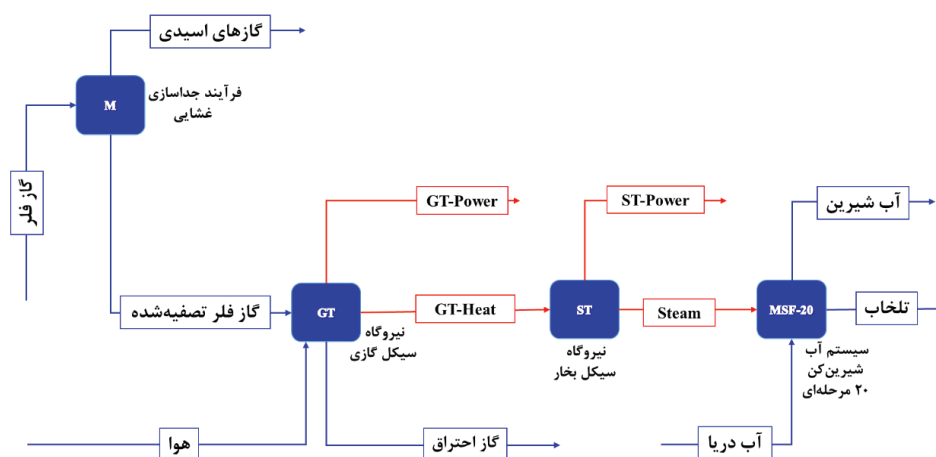 گازهای اسیدی
M
فرآیند جداسازی
غشایی
گاز فلر
GT-Power
ST-Power
آب شیرین
گاز فلر تصفیه‌شده
GT
GT-Heat
ST
Steam
MSF-20
تلخاب
نیروگاه
سیکل گازی
نیروگاه
سیکل بخار
سیستم آب
شیرین‌کن
۲۰ مرحله‌ای
هوا
گاز احتراق
آب دریا